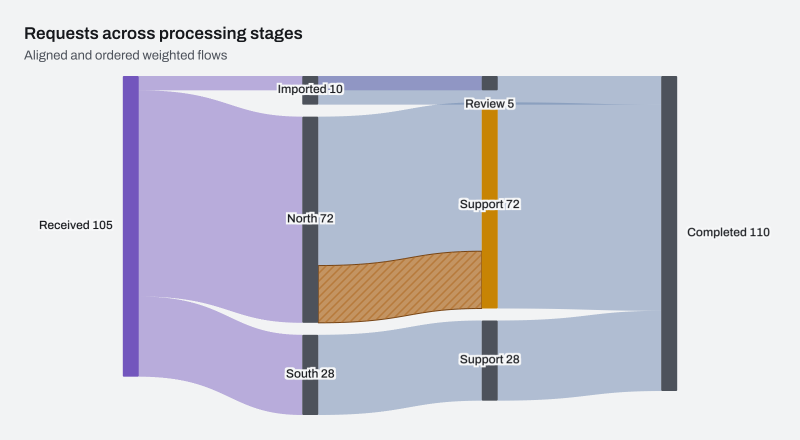 Requests across processing stages
Aligned and ordered weighted flows
Imported 10
Review 5
Support 72
North 72
Received 105
Completed 110
Support 28
South 28